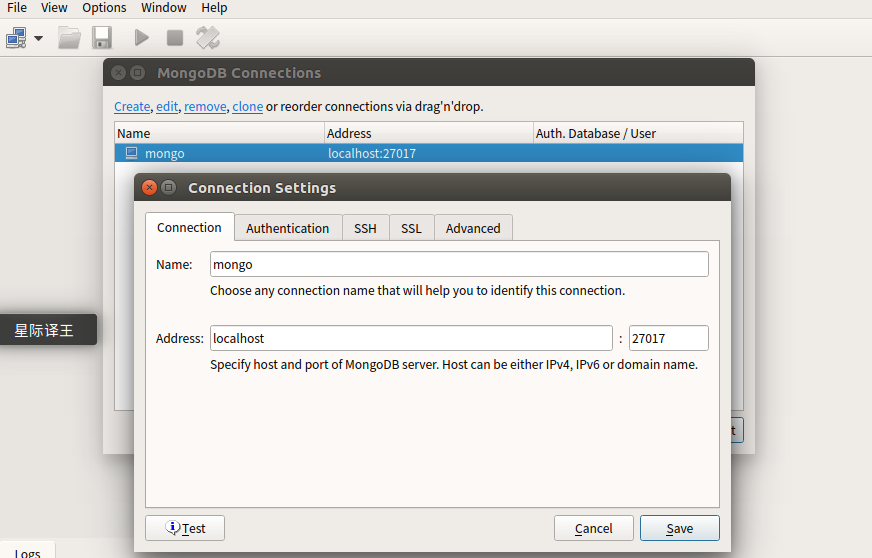 File View Options Window Help
MongoDB Connections
Create, edit, remove, clone or reorder connections via drag'n'drop.
Name Address Auth. Database / User
mongo localhost:27017
Connection Settings
Connection Authentication SSH SSL Advanced
Name: mongo
Choose any connection name that will help you to identify this connection.
星际译王
Address: localhost : 27017
Specify host and port of MongoDB server. Host can be either IPv4, IPv6 or domain name.
Test Cancel Save
Logs